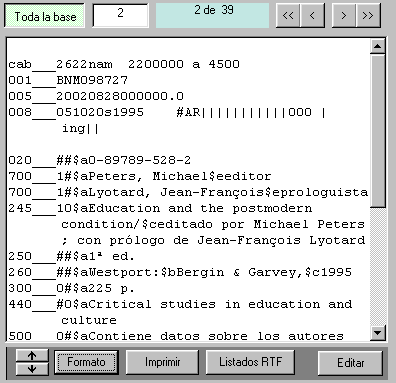 Toda la base 2 2 de 39 << < > >>
cab___2622nam 2200000 a 4500
001___BNM098727
005___20020828000000.0
008___051020s1995 #AR|||||||||||000 |
ing||
020___##$a0-89789-528-2
700___1#$aPeters, Michael$eeditor
700___1#$aLyotard, Jean-François$eprologuista
245___10$aEducation and the postmodern
condition/$ceditado por Michael Peters
; con prólogo de Jean-François Lyotard
250___##$a1ª ed.
260___##$aWestport:$bBergin & Garvey,$c1995
300___0#$a225 p.
440___#0$aCritical studies in education and
culture
500___0#$aContiene datos sobre los autores
Formato Imprimir Listados RTF Editar